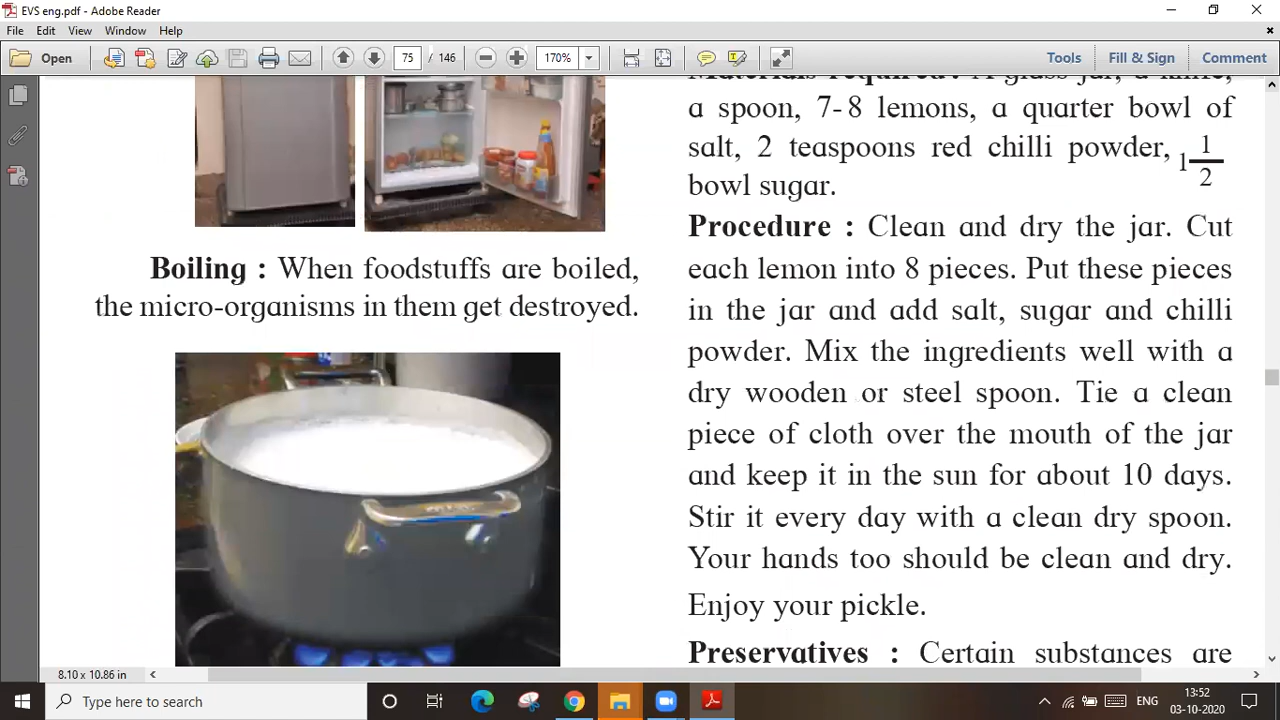 EVS eng.pdf - Adobe Reader
File Edit View Window Help
Open 75 / 146 170% Tools Fill & Sign Comment
Boiling : When foodstuffs are boiled,
the micro-organisms in them get destroyed.
Materials required : A glass jar, a knife,
a spoon, 7-8 lemons, a quarter bowl of
salt, 2 teaspoons red chilli powder, 1 1/2
bowl sugar.
Procedure : Clean and dry the jar. Cut
each lemon into 8 pieces. Put these pieces
in the jar and add salt, sugar and chilli
powder. Mix the ingredients well with a
dry wooden or steel spoon. Tie a clean
piece of cloth over the mouth of the jar
and keep it in the sun for about 10 days.
Stir it every day with a clean dry spoon.
Your hands too should be clean and dry.
Enjoy your pickle.
Preservatives : Certain substances are
8.10 x 10.86 in
Type here to search
ENG
13:52
03-10-2020